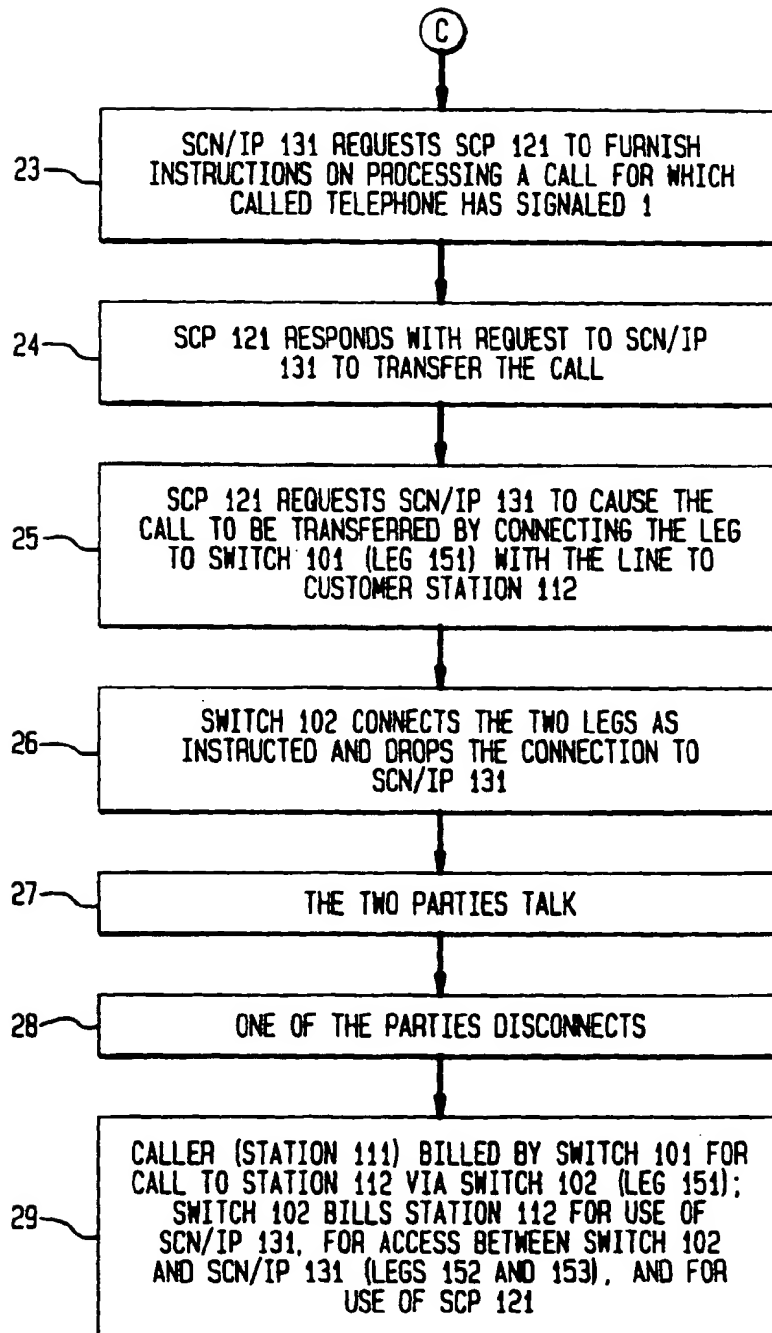 C
23
SCN/IP 131 REQUESTS SCP 121 TO FURNISH
INSTRUCTIONS ON PROCESSING A CALL FOR WHICH
CALLED TELEPHONE HAS SIGNALED 1
24
SCP 121 RESPONDS WITH REQUEST TO SCN/IP
131 TO TRANSFER THE CALL
25
SCP 121 REQUESTS SCN/IP 131 TO CAUSE THE
CALL TO BE TRANSFERRED BY CONNECTING THE LEG
TO SWITCH 101 (LEG 151) WITH THE LINE TO
CUSTOMER STATION 112
26
SWITCH 102 CONNECTS THE TWO LEGS AS
INSTRUCTED AND DROPS THE CONNECTION TO
SCN/IP 131
27
THE TWO PARTIES TALK
28
ONE OF THE PARTIES DISCONNECTS
29
CALLER (STATION 111) BILLED BY SWITCH 101 FOR
CALL TO STATION 112 VIA SWITCH 102 (LEG 151);
SWITCH 102 BILLS STATION 112 FOR USE OF
SCN/IP 131, FOR ACCESS BETWEEN SWITCH 102
AND SCN/IP 131 (LEGS 152 AND 153), AND FOR
USE OF SCP 121